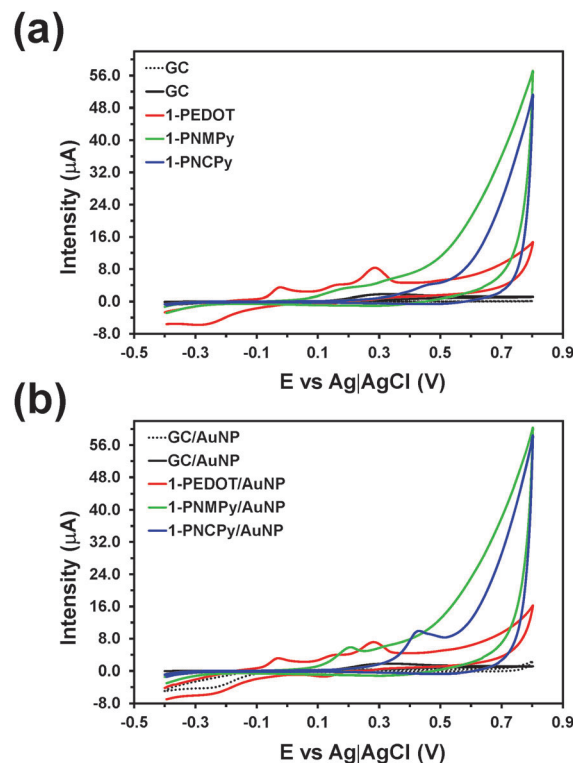 (a)
GC
GC
1-PEDOT
1-PNMPy
1-PNCPy
56.0
48.0
40.0
32.0
24.0
16.0
8.0
0.0
-8.0
Intensity (μA)
-0.5 -0.3 -0.1 0.1 0.3 0.5 0.7 0.9
E vs Ag|AgCl (V)
(b)
GC/AuNP
GC/AuNP
1-PEDOT/AuNP
1-PNMPy/AuNP
1-PNCPy/AuNP
56.0
48.0
40.0
32.0
24.0
16.0
8.0
0.0
-8.0
Intensity (μA)
-0.5 -0.3 -0.1 0.1 0.3 0.5 0.7 0.9
E vs Ag|AgCl (V)